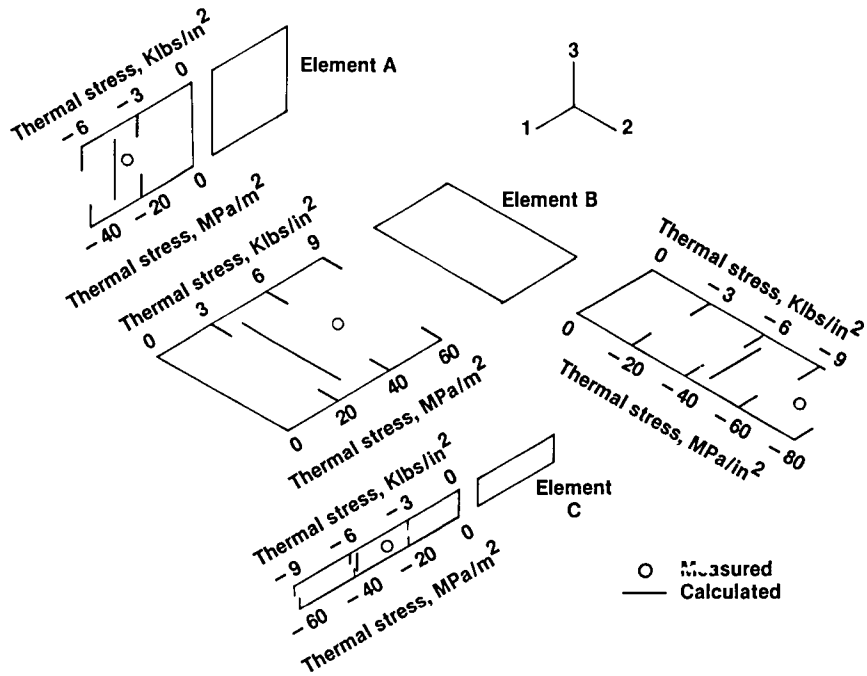 Thermal stress, Klbs/in²
– 6 – 3 0
Element A
– 40 – 20 0
Thermal stress, MPa/m²
3
1 2
Element B
Thermal stress, Klbs/in²
0 3 6 9
0 20 40 60
Thermal stress, MPa/m²
Thermal stress, Klbs/in²
0 – 3 – 6 – 9
0 – 20 – 40 – 60 – 80
Thermal stress, MPa/in²
Thermal stress, Klbs/in²
– 9 – 6 – 3 0
Element
C
– 60 – 40 – 20 0
Thermal stress, MPa/m²
Measured
Calculated